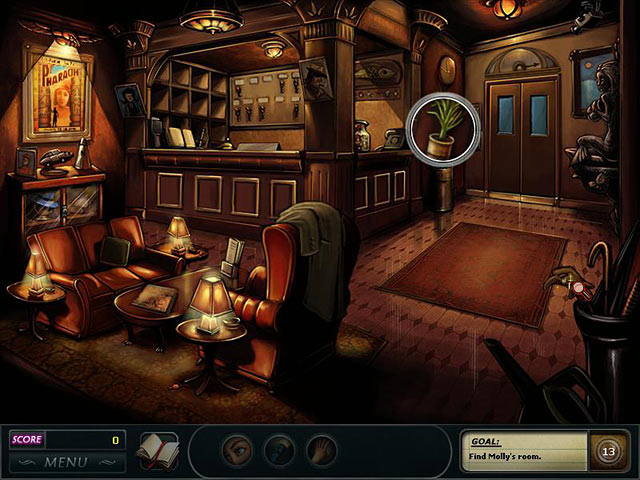 PHARAOH
SCORE 0
MENU
GOAL:
Find Molly's room.
13